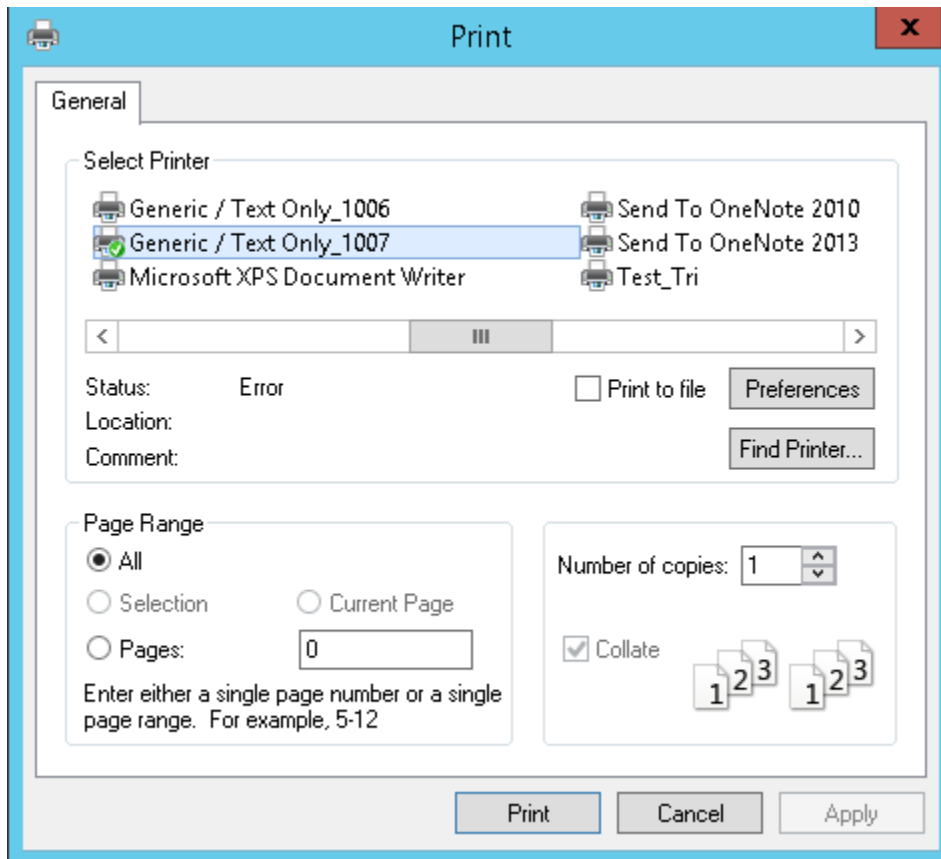 Print
x
General
Select Printer
Generic / Text Only_1006
Send To OneNote 2010
Generic / Text Only_1007
Send To OneNote 2013
Microsoft XPS Document Writer
Test_Tri
Status: Error
Print to file
Preferences
Location:
Find Printer...
Comment:
Page Range
All
Selection
Current Page
Pages: 0
Enter either a single page number or a single
page range. For example, 5-12
Number of copies: 1
Collate
1 2 3 1 2 3
Print
Cancel
Apply